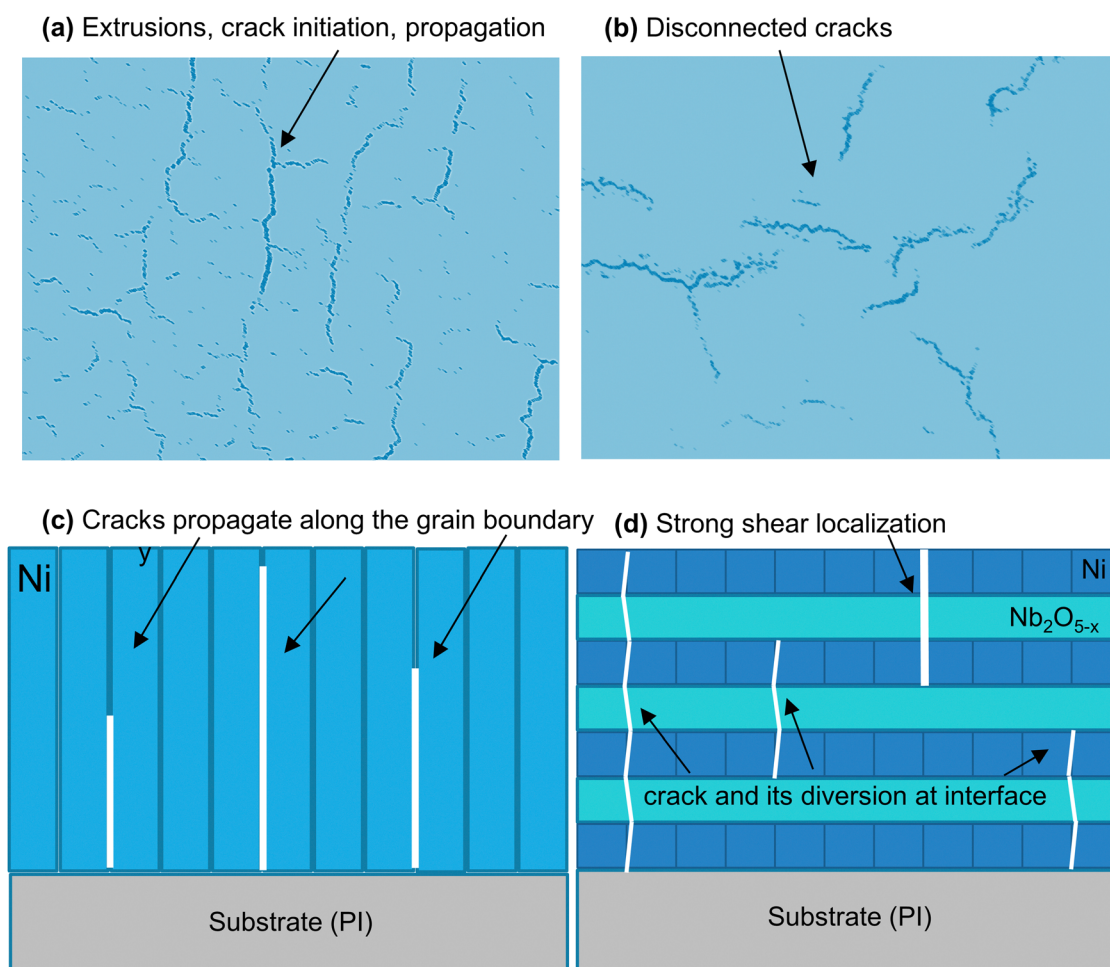 (a) Extrusions, crack initiation, propagation
(b) Disconnected cracks
(c) Cracks propagate along the grain boundary
y
Ni
Substrate (PI)
(d) Strong shear localization
Ni
Nb₂O₅₋ₓ
crack and its diversion at interface
Substrate (PI)